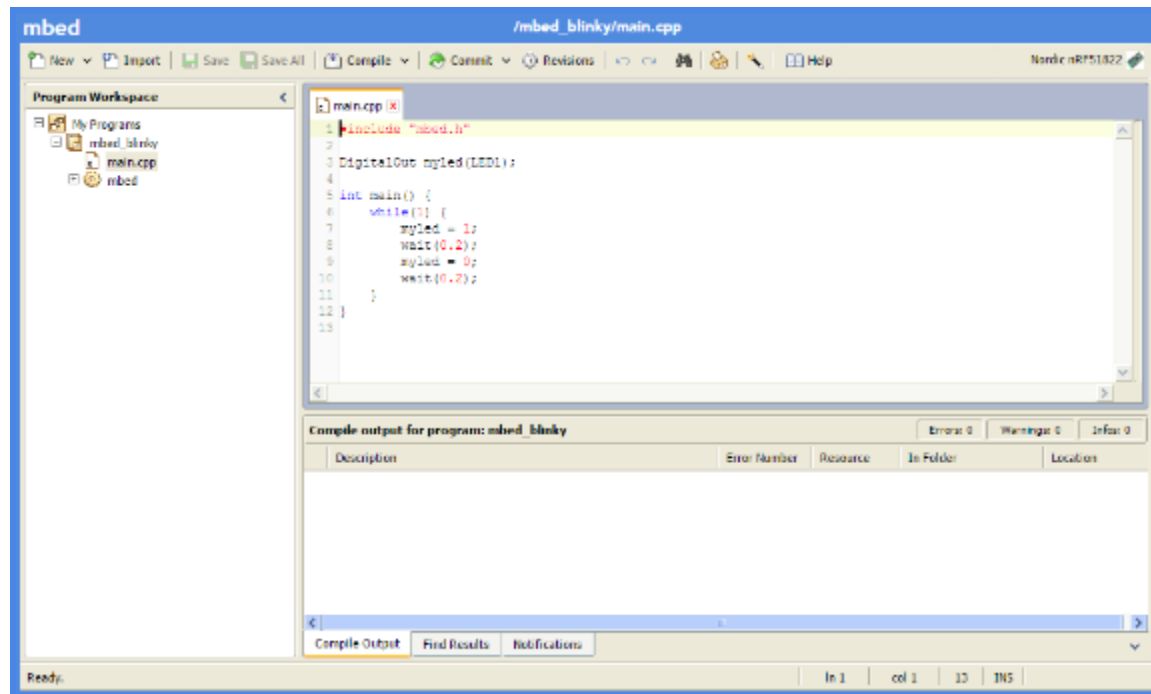 mbed /mbed_blinky/main.cpp
New Import Save Save All Compile Commit Revisions Help Nordic nRF51822
Program Workspace
My Programs
mbed_blinky
main.cpp
mbed
main.cpp
1 #include "mbed.h"
2
3 DigitalOut myled(LED1);
4
5 int main() {
6 while(1) {
7 myled = 1;
8 wait(0.2);
9 myled = 0;
10 wait(0.2);
11 }
12 }
13
Compile output for program: mbed_blinky Errors: 0 Warnings: 0 Infos: 0
Description Error Number Resource In Folder Location
Compile Output Find Results Notifications
Ready. ln 1 col 1 13 INS